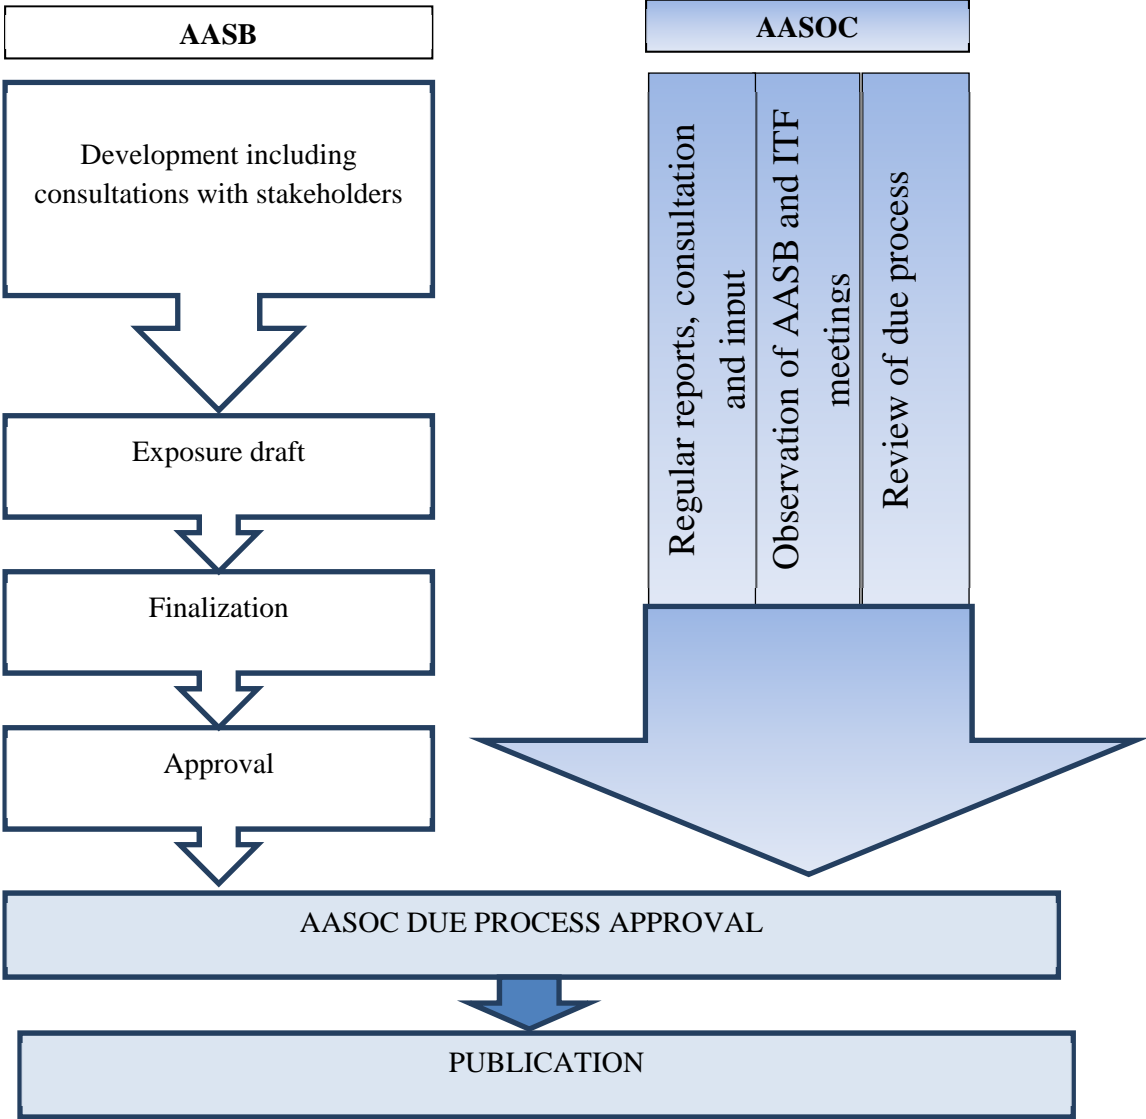 AASB
Development including
consultations with stakeholders
Exposure draft
Finalization
Approval
AASOC
Regular reports, consultation
and input
Observation of AASB and ITF
meetings
Review of due process
AASOC DUE PROCESS APPROVAL
PUBLICATION